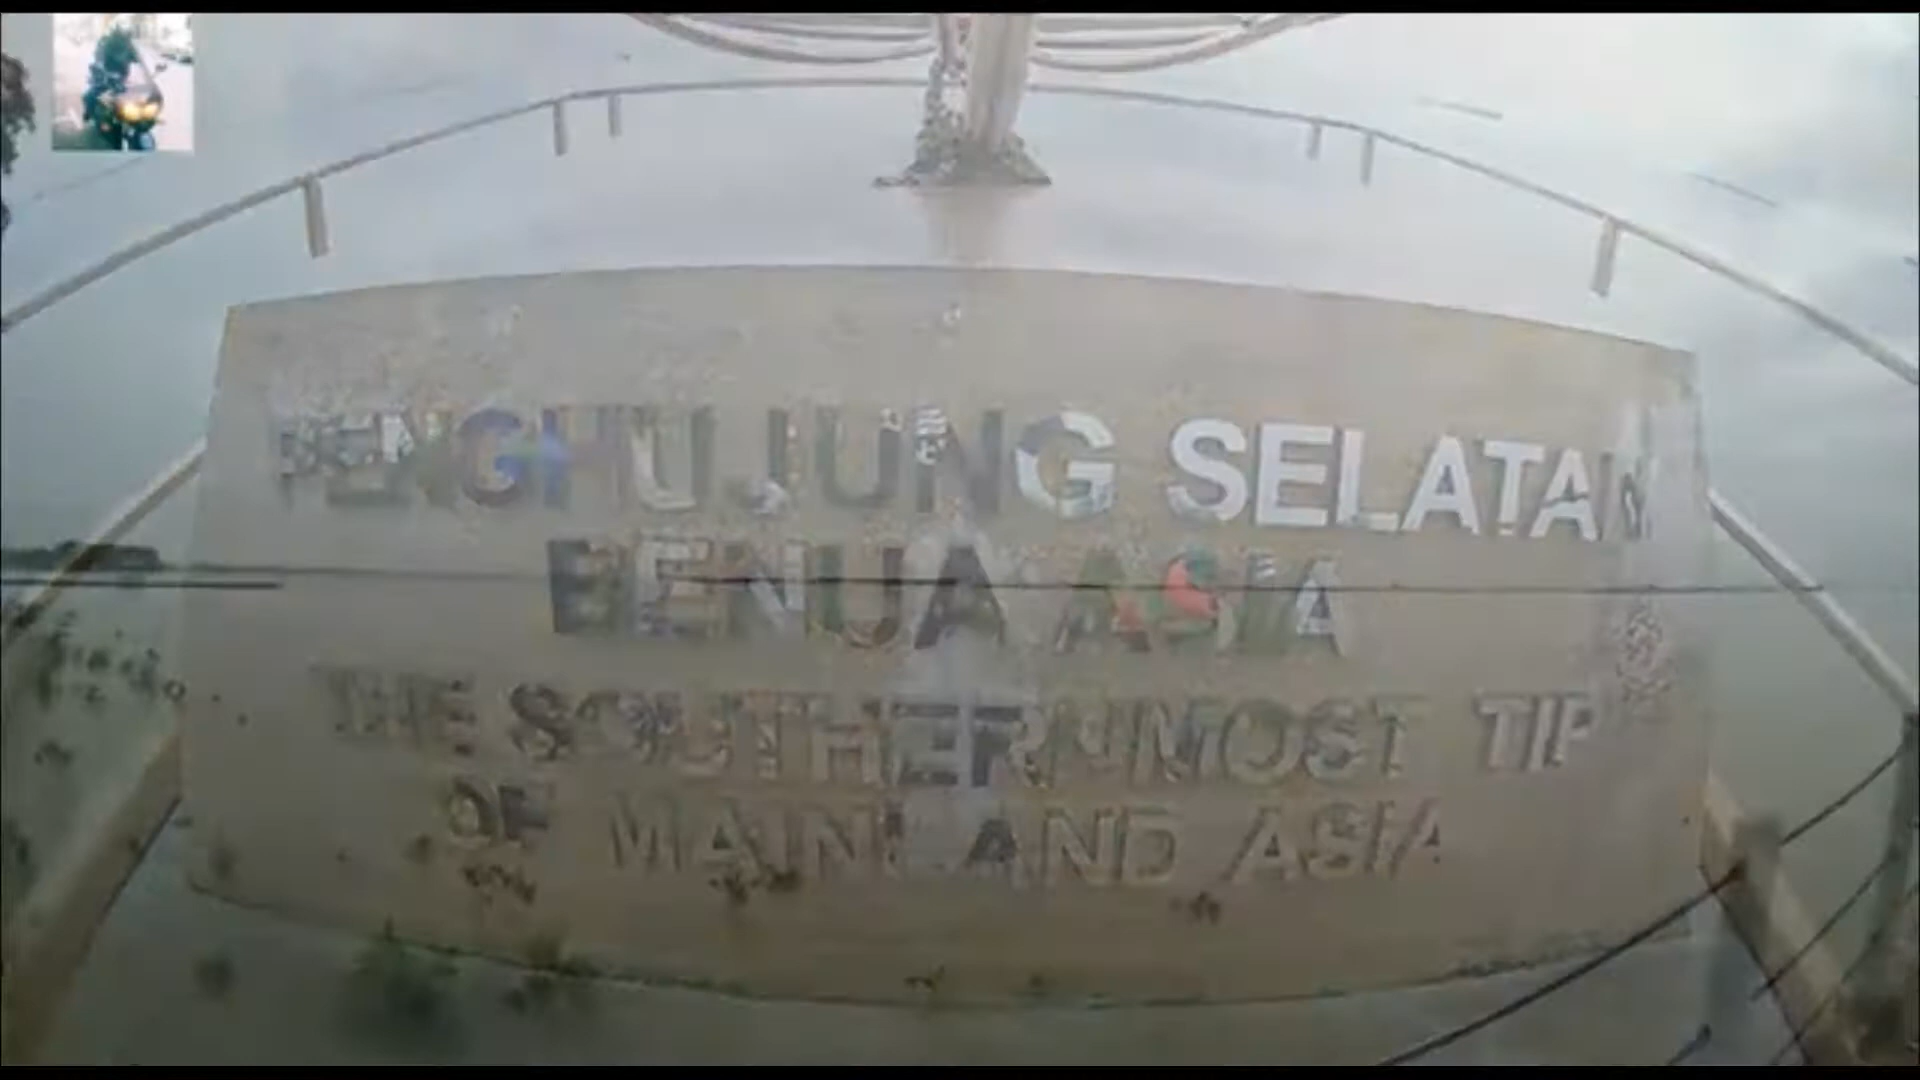 PENGHUJUNG SELATAN
BENUA ASIA
THE SOUTHERNMOST TIP
OF MAINLAND ASIA